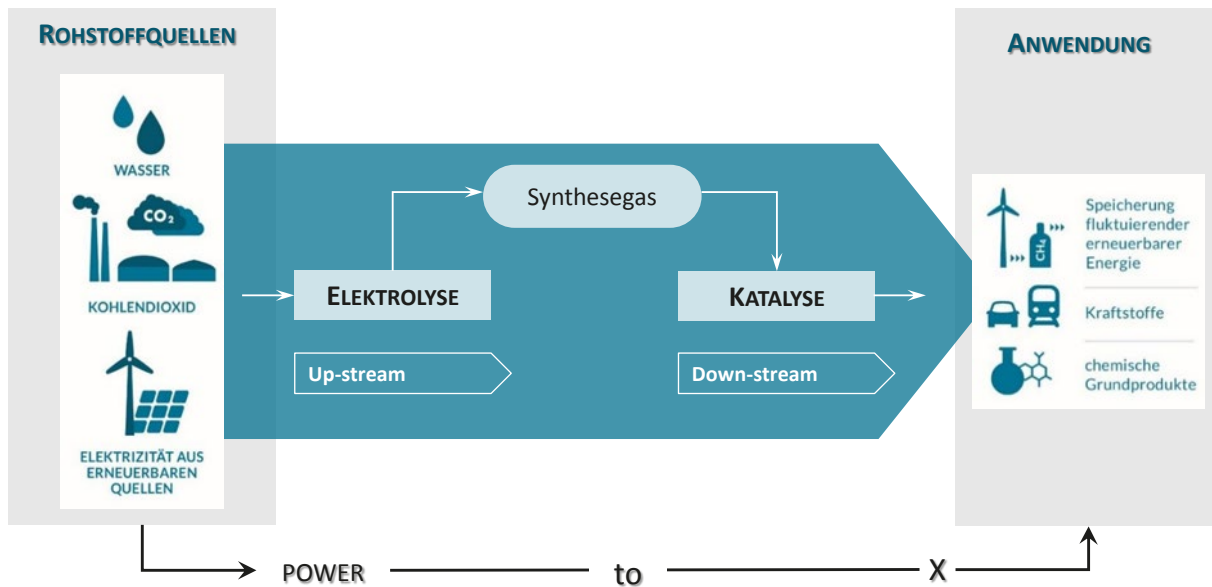 ROHSTOFFQUELLEN
WASSER
CO2
KOHLENDIOXID
ELEKTRIZITÄT AUS
ERNEUERBAREN
QUELLEN
ELEKTROLYSE
Up-stream
Synthesegas
KATALYSE
Down-stream
ANWENDUNG
CH4
Speicherung
fluktuierender
erneuerbarer
Energie
Kraftstoffe
chemische
Grundprodukte
POWER to X